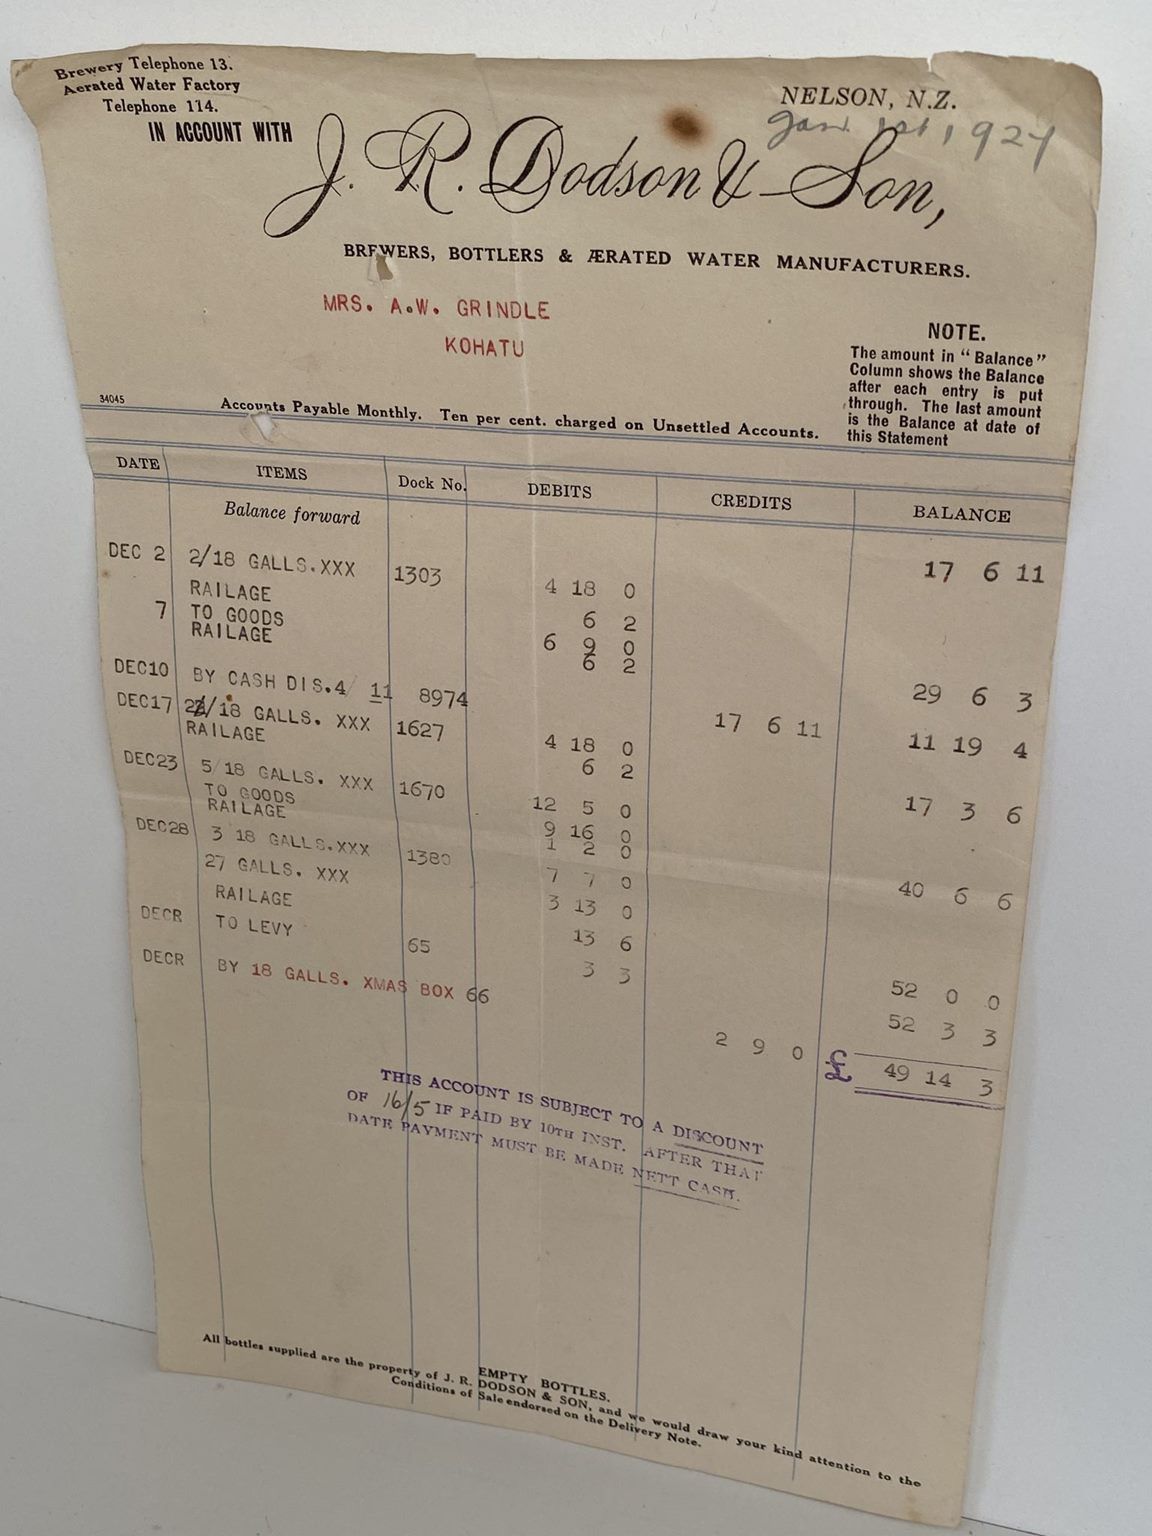 Brewery Telephone 13.
Aerated Water Factory
Telephone 114.
IN ACCOUNT WITH
NELSON, N.Z.
Jan 1st, 1927
J. R. Dodson & Son,
BREWERS, BOTTLERS & ÆRATED WATER MANUFACTURERS.
MRS. A.W. GRINDLE
KOHATU
NOTE.
The amount in "Balance"
Column shows the Balance
after each entry is put
through. The last amount
is the Balance at date of
this Statement
34045
Accounts Payable Monthly. Ten per cent. charged on Unsettled Accounts.
DATE ITEMS Dock No. DEBITS CREDITS BALANCE
Balance forward
17 6 11
DEC 2 2/18 GALLS.XXX 1303 4 18 0
RAILAGE 6 2
7 TO GOODS 6 9 0
RAILAGE 6 2 29 6 3
DEC10 BY CASH DIS.4/ 11 8974 17 6 11 11 19 4
DEC17 2/18 GALLS. XXX 1627 4 18 0
RAILAGE 6 2 17 3 6
DEC23 5/18 GALLS. XXX 1670 12 5 0
TO GOODS 9 16 0
RAILAGE 1 2 0 40 6 6
DEC28 3 18 GALLS.XXX 1380 7 7 0
27 GALLS. XXX 3 13 0
RAILAGE 13 6 52 0 0
DECR TO LEVY 65 3 3 52 3 3
DECR BY 18 GALLS. XMAS BOX 66 2 9 0 £ 49 14 3
THIS ACCOUNT IS SUBJECT TO A DISCOUNT
OF 16/5 IF PAID BY 10TH INST. AFTER THAT
DATE PAYMENT MUST BE MADE NETT CASH.
EMPTY BOTTLES.
All bottles supplied are the property of J. R. DODSON & SON, and we would draw your kind attention to the
Conditions of Sale endorsed on the Delivery Note.